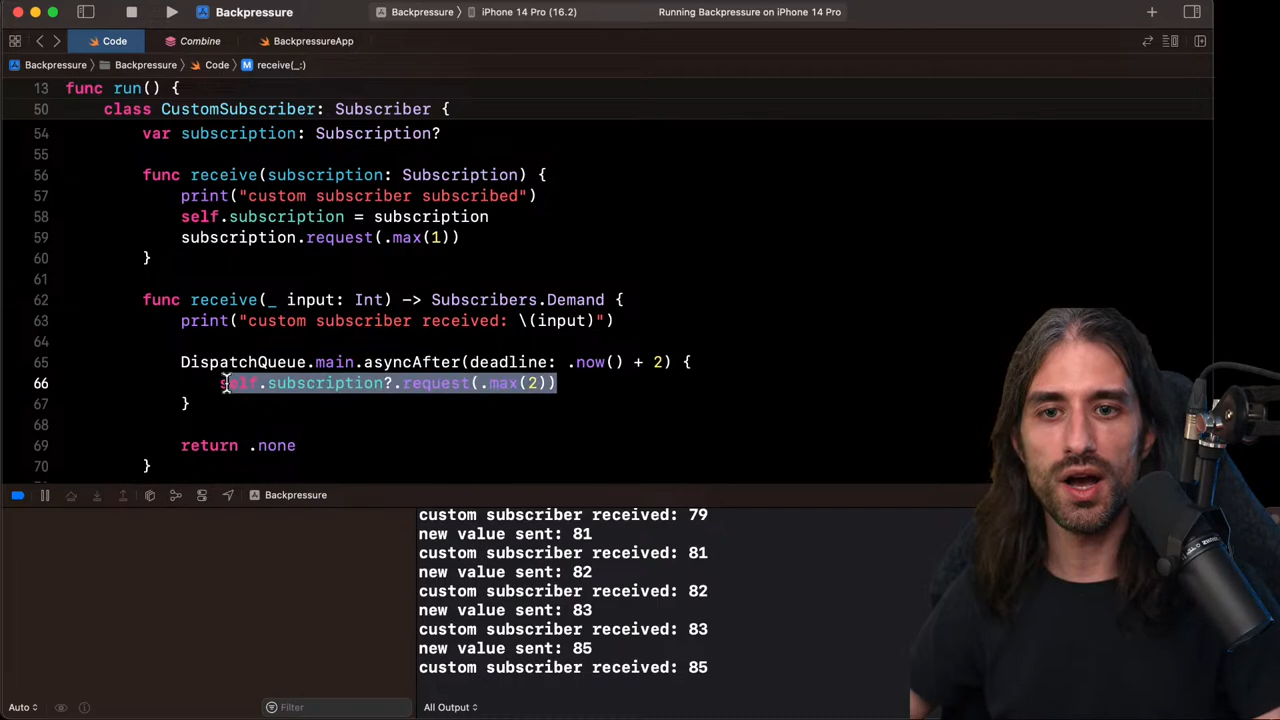 Backpressure
Backpressure
iPhone 14 Pro (16.2)
Running Backpressure on iPhone 14 Pro
Code
Combine
BackpressureApp
Backpressure
Backpressure
Code
M
receive(_:)
13 func run() {
50 class CustomSubscriber: Subscriber {
54 var subscription: Subscription?
55
56 func receive(subscription: Subscription) {
57 print("custom subscriber subscribed")
58 self.subscription = subscription
59 subscription.request(.max(1))
60 }
61
62 func receive(_ input: Int) -> Subscribers.Demand {
63 print("custom subscriber received: \(input)")
64
65 DispatchQueue.main.asyncAfter(deadline: .now() + 2) {
66 self.subscription?.request(.max(2))
67 }
68
69 return .none
70 }
Backpressure
custom subscriber received: 79
new value sent: 81
custom subscriber received: 81
new value sent: 82
custom subscriber received: 82
new value sent: 83
custom subscriber received: 83
new value sent: 85
custom subscriber received: 85
Auto
Filter
All Output